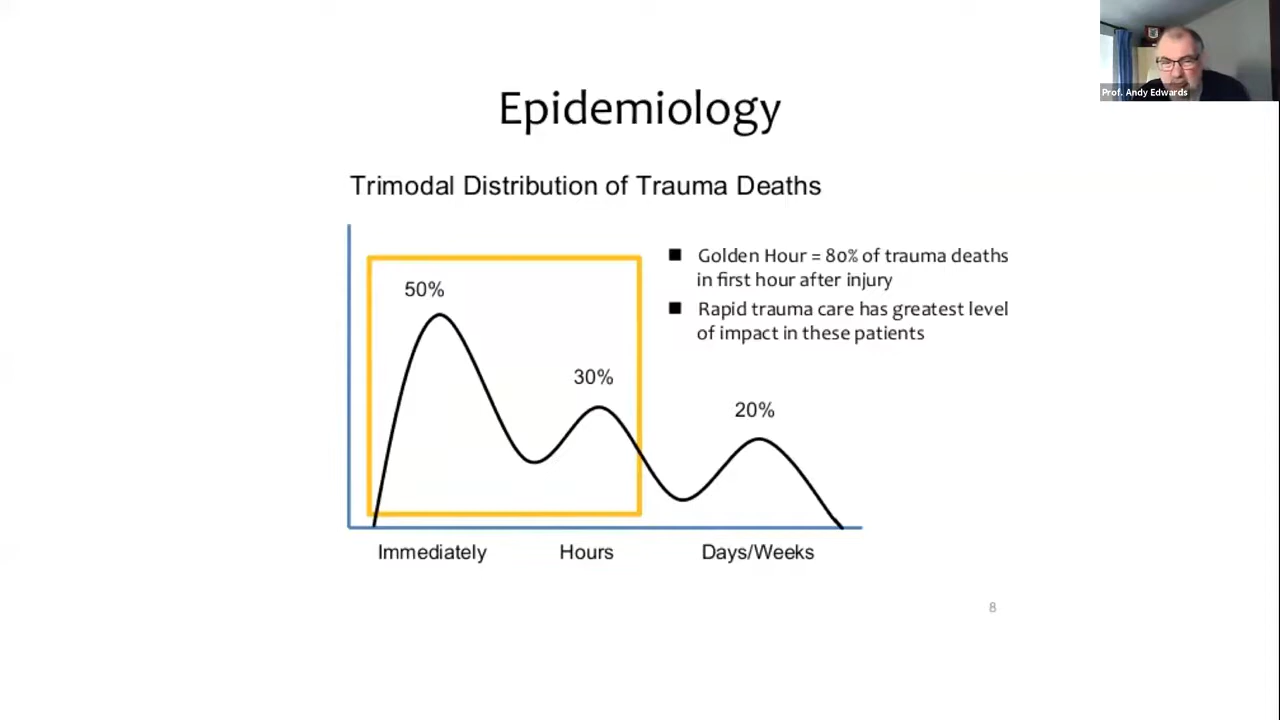 Prof. Andy Edwards
Epidemiology
Trimodal Distribution of Trauma Deaths
50%
30%
20%
■ Golden Hour = 80% of trauma deaths
in first hour after injury
■ Rapid trauma care has greatest level
of impact in these patients
Immediately Hours Days/Weeks
8